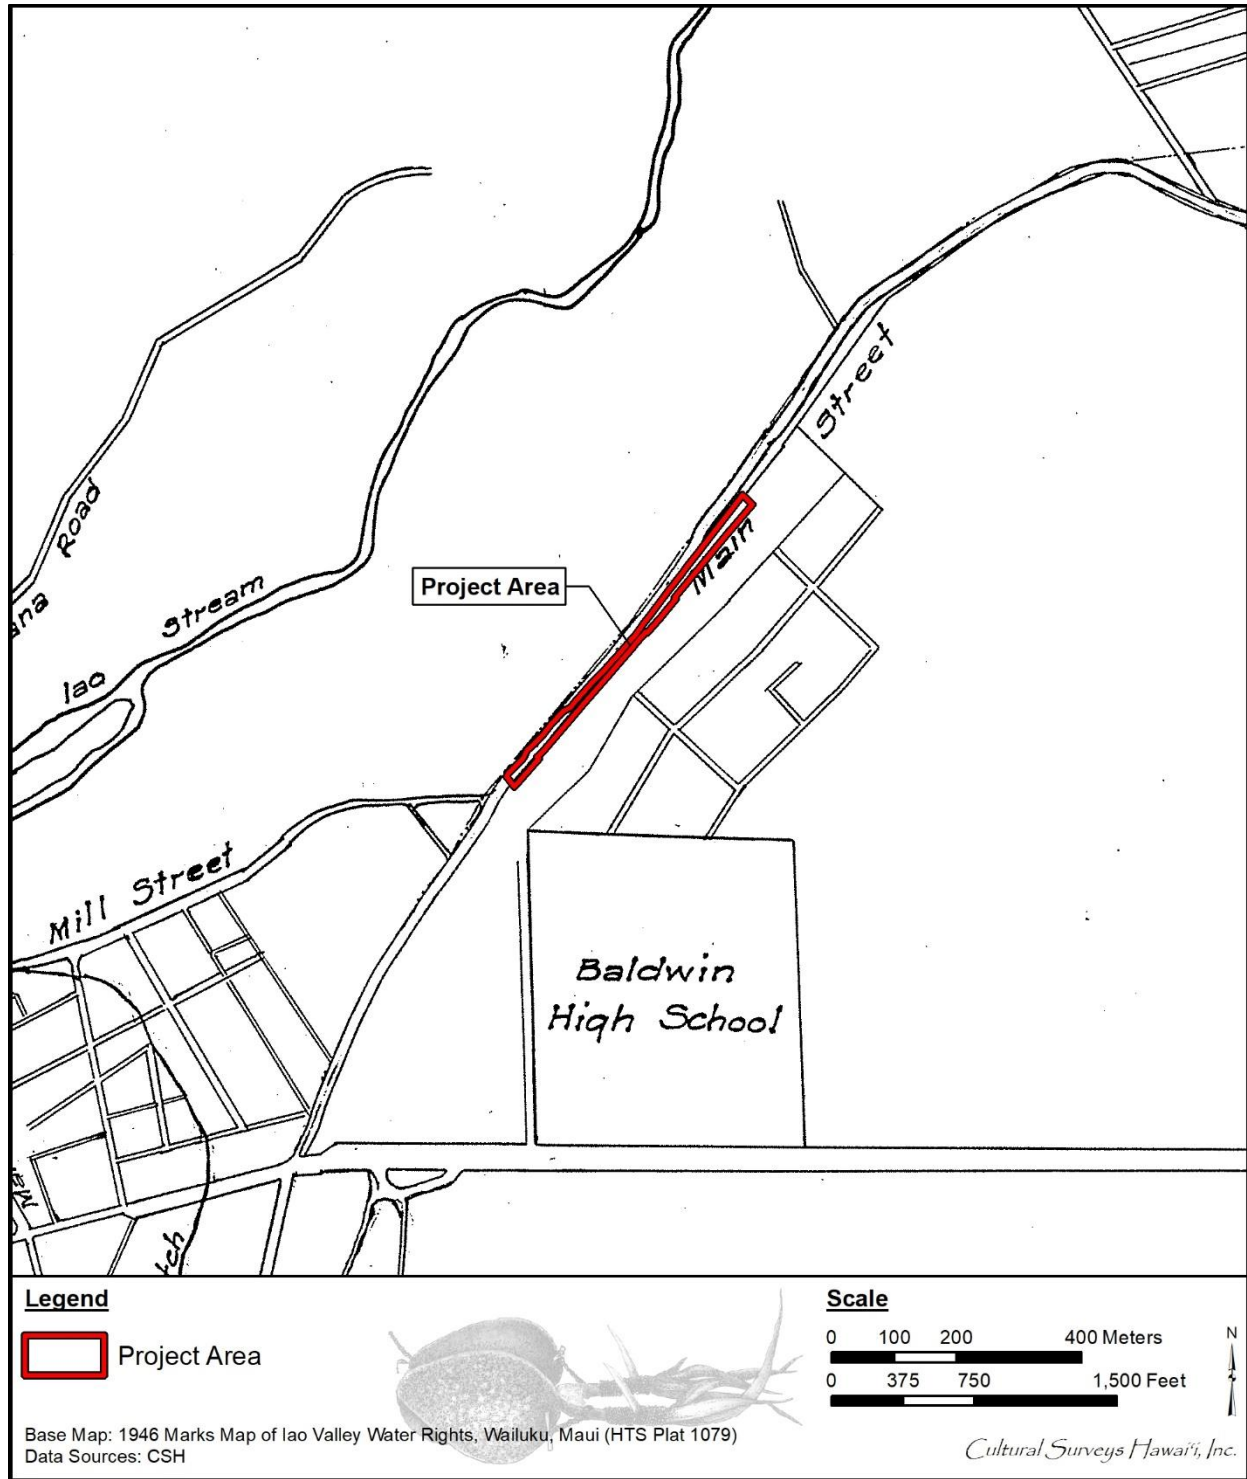 Street
Main
Project Area
Road
ana
Stream
Iao
Mill Street
Baldwin
High School
tch
Legend
Project Area
Scale
0 100 200 400 Meters
0 375 750 1,500 Feet
N
Base Map: 1946 Marks Map of Iao Valley Water Rights, Wailuku, Maui (HTS Plat 1079)
Data Sources: CSH
Cultural Surveys Hawai‘i, Inc.